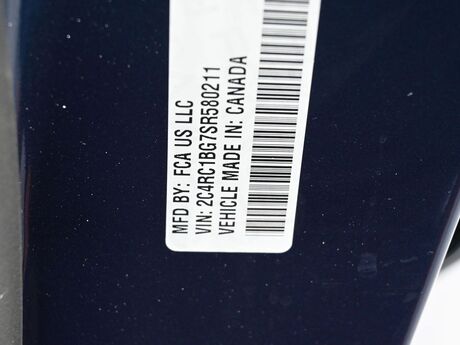 MFD BY: FCA US LLC
VIN: 2C4RC1BG7SR580211
VEHICLE MADE IN: CANADA